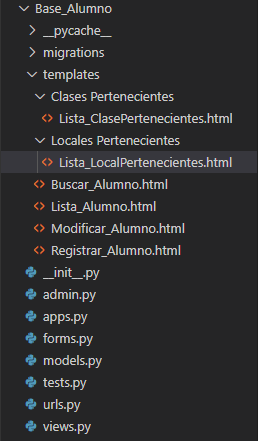 Base_Alumno
__pycache__
migrations
templates
Clases Pertenecientes
Lista_ClasePertenecientes.html
Locales Pertenecientes
Lista_LocalPertenecientes.html
Buscar_Alumno.html
Lista_Alumno.html
Modificar_Alumno.html
Registrar_Alumno.html
__init__.py
admin.py
apps.py
forms.py
models.py
tests.py
urls.py
views.py